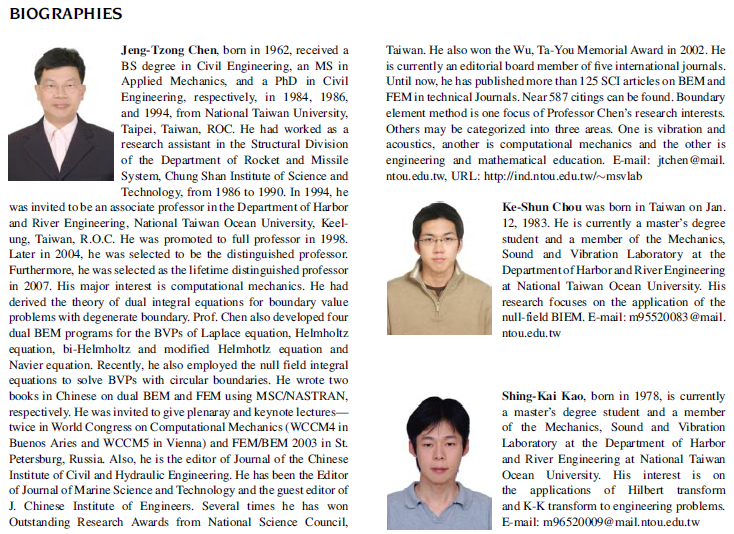 BIOGRAPHIES
Jeng-Tzong Chen, born in 1962, received a
BS degree in Civil Engineering, an MS in
Applied Mechanics, and a PhD in Civil
Engineering, respectively, in 1984, 1986,
and 1994, from National Taiwan University,
Taipei, Taiwan, ROC. He had worked as a
research assistant in the Structural Division
of the Department of Rocket and Missile
System, Chung Shan Institute of Science and
Technology, from 1986 to 1990. In 1994, he
was invited to be an associate professor in the Department of Harbor
and River Engineering, National Taiwan Ocean University, Keel-
ung, Taiwan, R.O.C. He was promoted to full professor in 1998.
Later in 2004, he was selected to be the distinguished professor.
Furthermore, he was selected as the lifetime distinguished professor
in 2007. His major interest is computational mechanics. He had
derived the theory of dual integral equations for boundary value
problems with degenerate boundary. Prof. Chen also developed four
dual BEM programs for the BVPs of Laplace equation, Helmholtz
equation, bi-Helmholtz and modified Helmhotlz equation and
Navier equation. Recently, he also employed the null field integral
equations to solve BVPs with circular boundaries. He wrote two
books in Chinese on dual BEM and FEM using MSC/NASTRAN,
respectively. He was invited to give plenaray and keynote lectures—
twice in World Congress on Computational Mechanics (WCCM4 in
Buenos Aries and WCCM5 in Vienna) and FEM/BEM 2003 in St.
Petersburg, Russia. Also, he is the editor of Journal of the Chinese
Institute of Civil and Hydraulic Engineering. He has been the Editor
of Journal of Marine Science and Technology and the guest editor of
J. Chinese Institute of Engineers. Several times he has won
Outstanding Research Awards from National Science Council,
Taiwan. He also won the Wu, Ta-You Memorial Award in 2002. He
is currently an editorial board member of five international journals.
Until now, he has published more than 125 SCI articles on BEM and
FEM in technical Journals. Near 587 citings can be found. Boundary
element method is one focus of Professor Chen's research interests.
Others may be categorized into three areas. One is vibration and
acoustics, another is computational mechanics and the other is
engineering and mathematical education. E-mail: jtchen@mail.
ntou.edu.tw, URL: http://ind.ntou.edu.tw/~msvlab
Ke-Shun Chou was born in Taiwan on Jan.
12, 1983. He is currently a master's degree
student and a member of the Mechanics,
Sound and Vibration Laboratory at the
Department of Harbor and River Engineering
at National Taiwan Ocean University. His
research focuses on the application of the
null-field BIEM. E-mail: m95520083@mail.
ntou.edu.tw
Shing-Kai Kao, born in 1978, is currently
a master's degree student and a member
of the Mechanics, Sound and Vibration
Laboratory at the Department of Harbor
and River Engineering at National Taiwan
Ocean University. His interest is on
the applications of Hilbert transform
and K-K transform to engineering problems.
E-mail: m96520009@mail.ntou.edu.tw